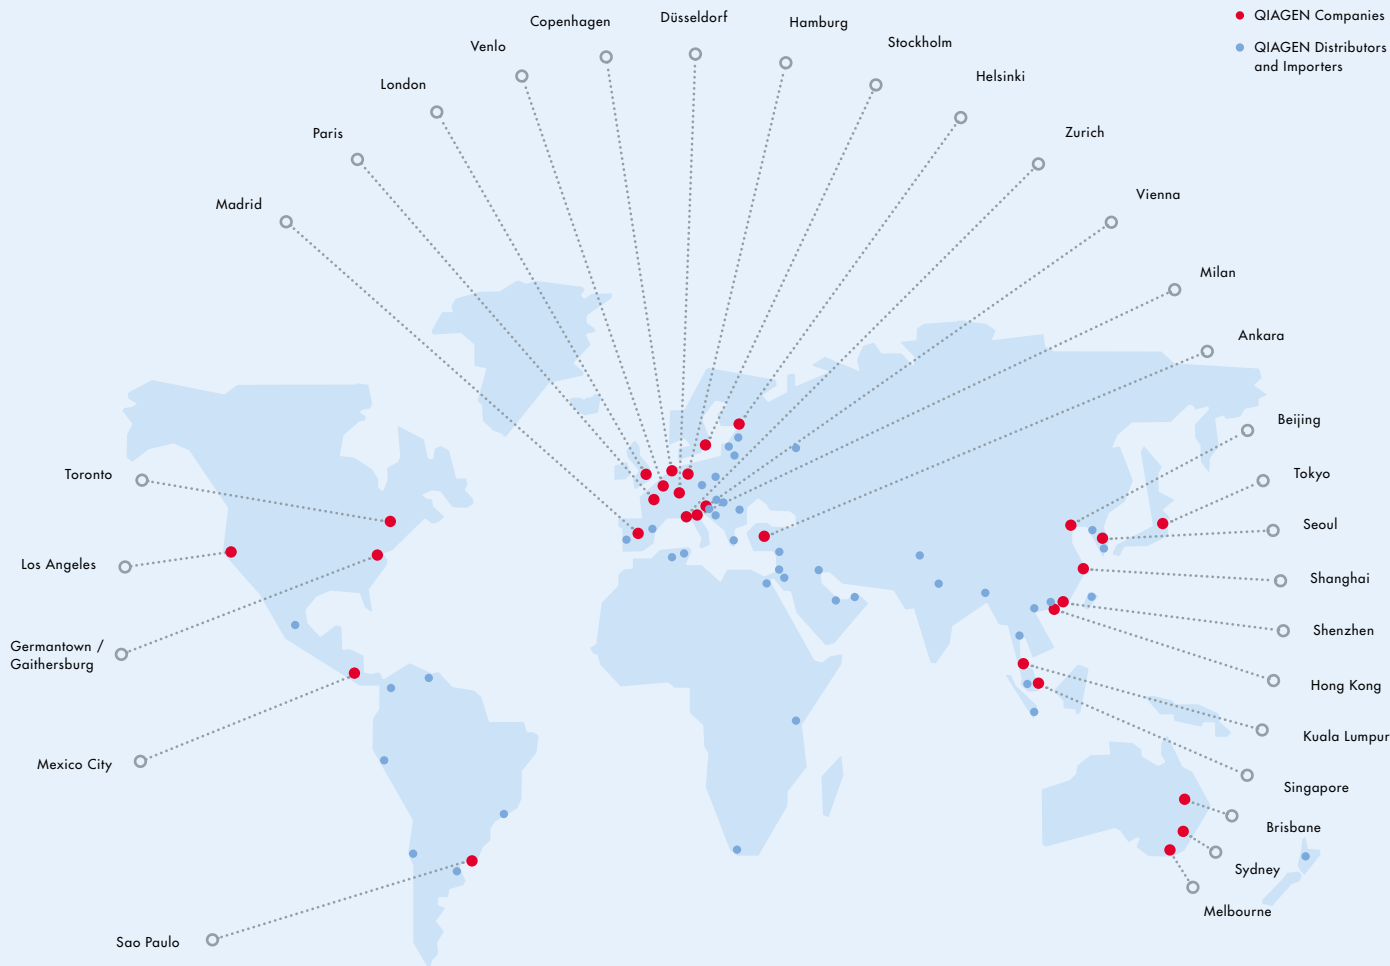 Copenhagen
Düsseldorf
Hamburg
QIAGEN Companies
Venlo
Stockholm
QIAGEN Distributors
and Importers
London
Helsinki
Paris
Zurich
Madrid
Vienna
Milan
Ankara
Beijing
Toronto
Tokyo
Seoul
Los Angeles
Shanghai
Germantown /
Gaithersburg
Shenzhen
Hong Kong
Mexico City
Kuala Lumpur
Singapore
Brisbane
Sydney
Melbourne
Sao Paulo